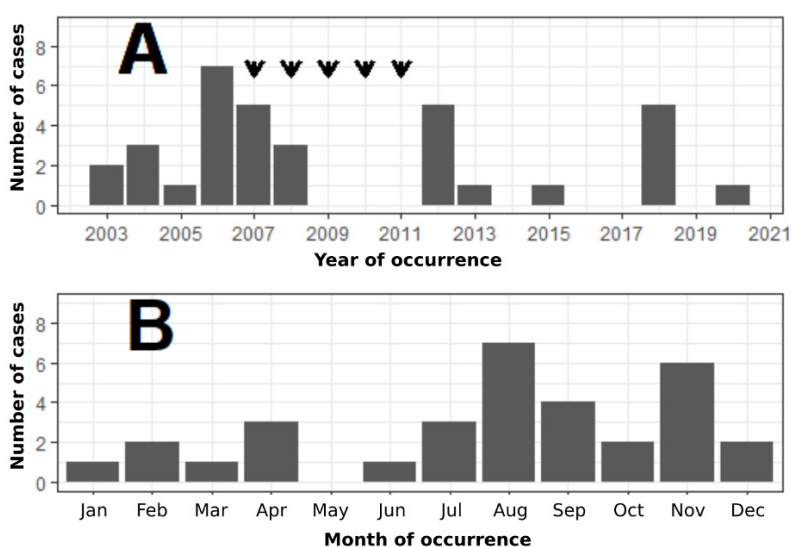 A
Number of cases
8
6
4
2
0
2003 2005 2007 2009 2011 2013 2015 2017 2019 2021
Year of occurrence
B
Number of cases
8
6
4
2
0
Jan Feb Mar Apr May Jun Jul Aug Sep Oct Nov Dec
Month of occurrence